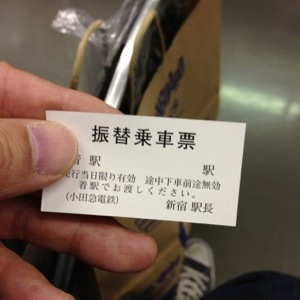 振替乗車票
駅 駅
発行当日限り有効 途中下車前途無効
着駅でお渡しください。
(小田急電鉄) 新宿駅長